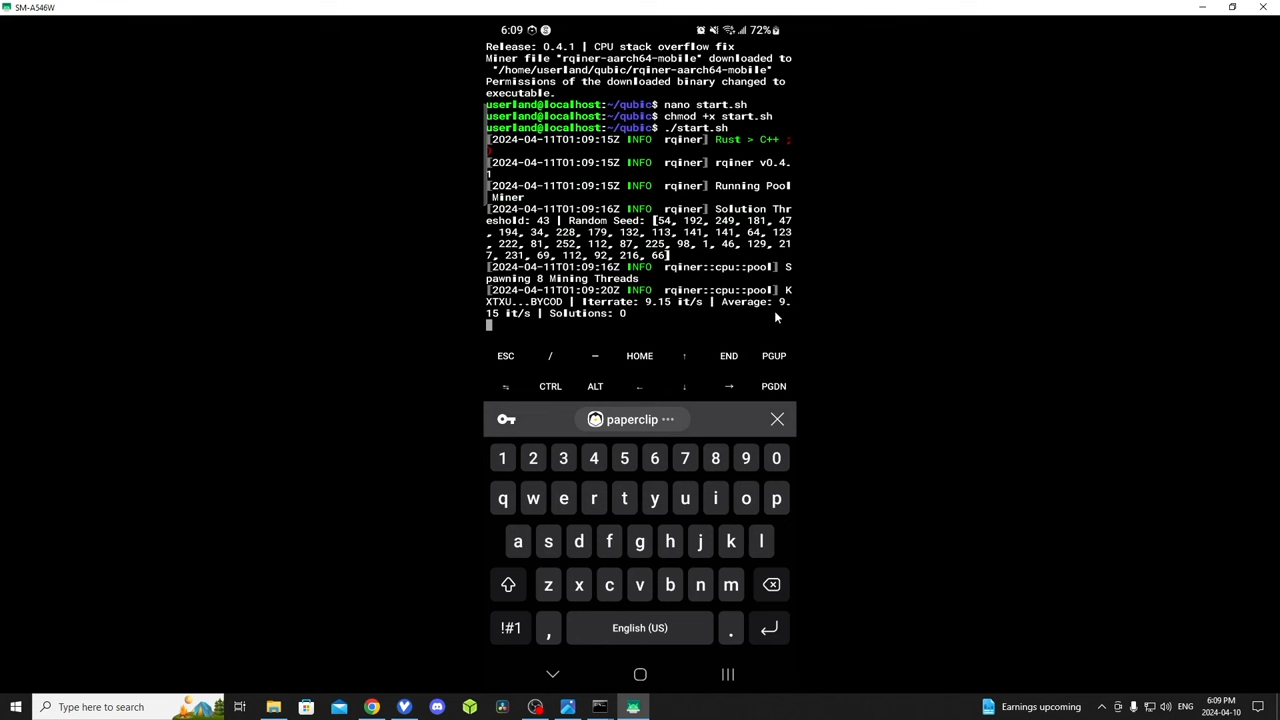 SM-A546W
6:09
72%
Release: 0.4.1 | CPU stack overflow fix
Miner file "rqiner-aarch64-mobile" downloaded to
"/home/userland/qubic/rqiner-aarch64-mobile"
Permissions of the downloaded binary changed to
executable.
userland@localhost:~/qubic$ nano start.sh
userland@localhost:~/qubic$ chmod +x start.sh
userland@localhost:~/qubic$ ./start.sh
[2024-04-11T01:09:15Z INFO  rqiner] Rust > C++
[2024-04-11T01:09:15Z INFO  rqiner] rqiner v0.4.
1
[2024-04-11T01:09:15Z INFO  rqiner] Running Pool
Miner
[2024-04-11T01:09:16Z INFO  rqiner] Solution Thr
eshold: 43 | Random Seed: [54, 192, 249, 181, 47
, 194, 34, 228, 179, 132, 113, 141, 141, 64, 123
, 222, 81, 252, 112, 87, 225, 98, 1, 46, 129, 21
7, 231, 69, 112, 92, 216, 66]
[2024-04-11T01:09:16Z INFO  rqiner::cpu::pool] S
pawning 8 Mining Threads
[2024-04-11T01:09:20Z INFO  rqiner::cpu::pool] K
XTXU...BYCOD | Iterrate: 9.15 it/s | Average: 9.
15 it/s | Solutions: 0
ESC / — HOME ↑ END PGUP
CTRL ALT ← ↓ → PGDN
paperclip
1 2 3 4 5 6 7 8 9 0
q w e r t y u i o p
a s d f g h j k l
z x c v b n m
!#1 , English (US) .
Type here to search
Earnings upcoming
ENG
6:09 PM
2024-04-10